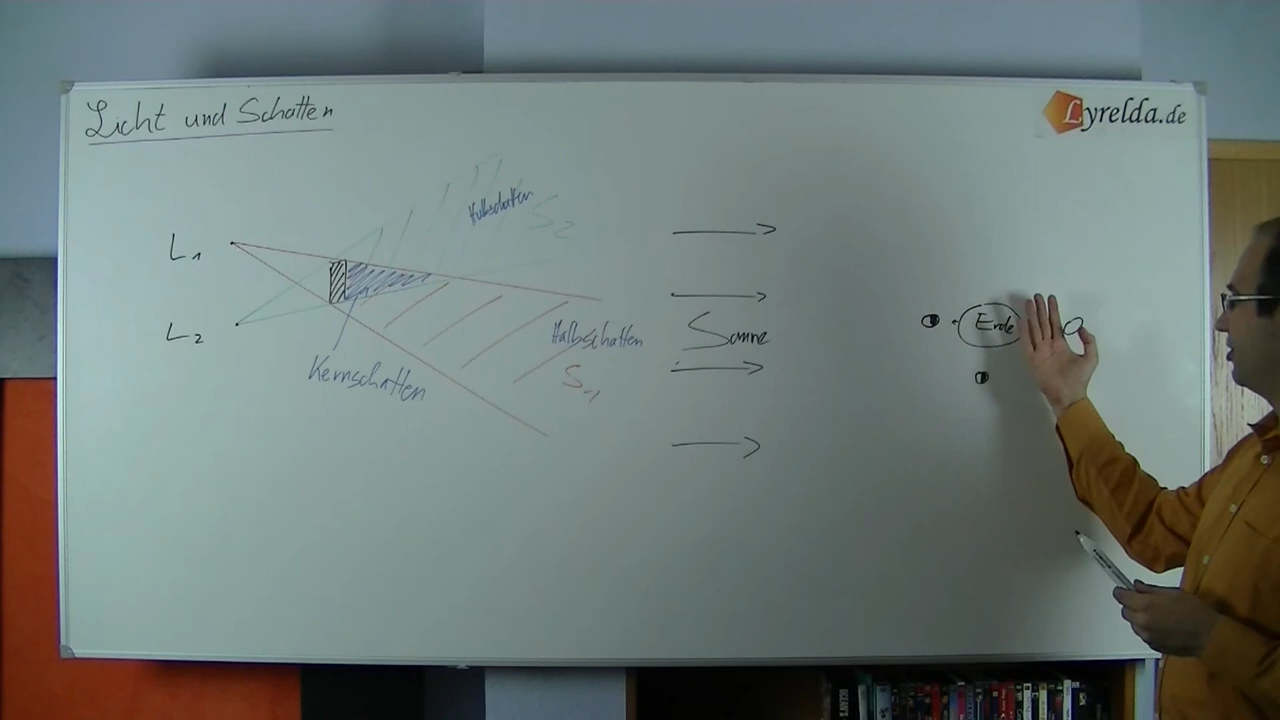 Licht und Schatten
Lyrelda.de
Halbschatten
S2
L1
L2
Kernschatten
Halbschatten
S1
Sonne
Erde